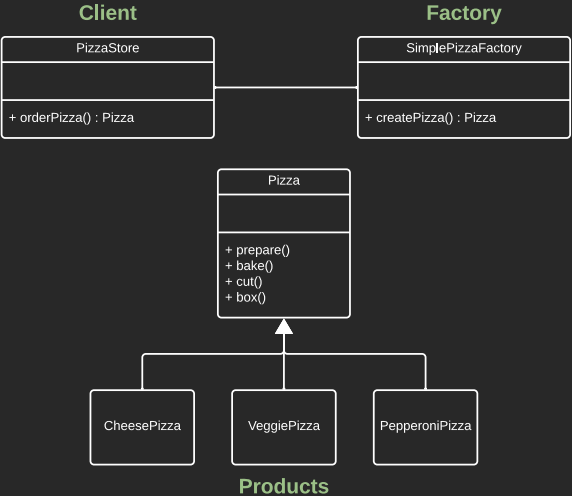 Client
Factory
PizzaStore
SimplePizzaFactory
+ orderPizza() : Pizza
+ createPizza() : Pizza
Pizza
+ prepare()
+ bake()
+ cut()
+ box()
CheesePizza
VeggiePizza
PepperoniPizza
Products